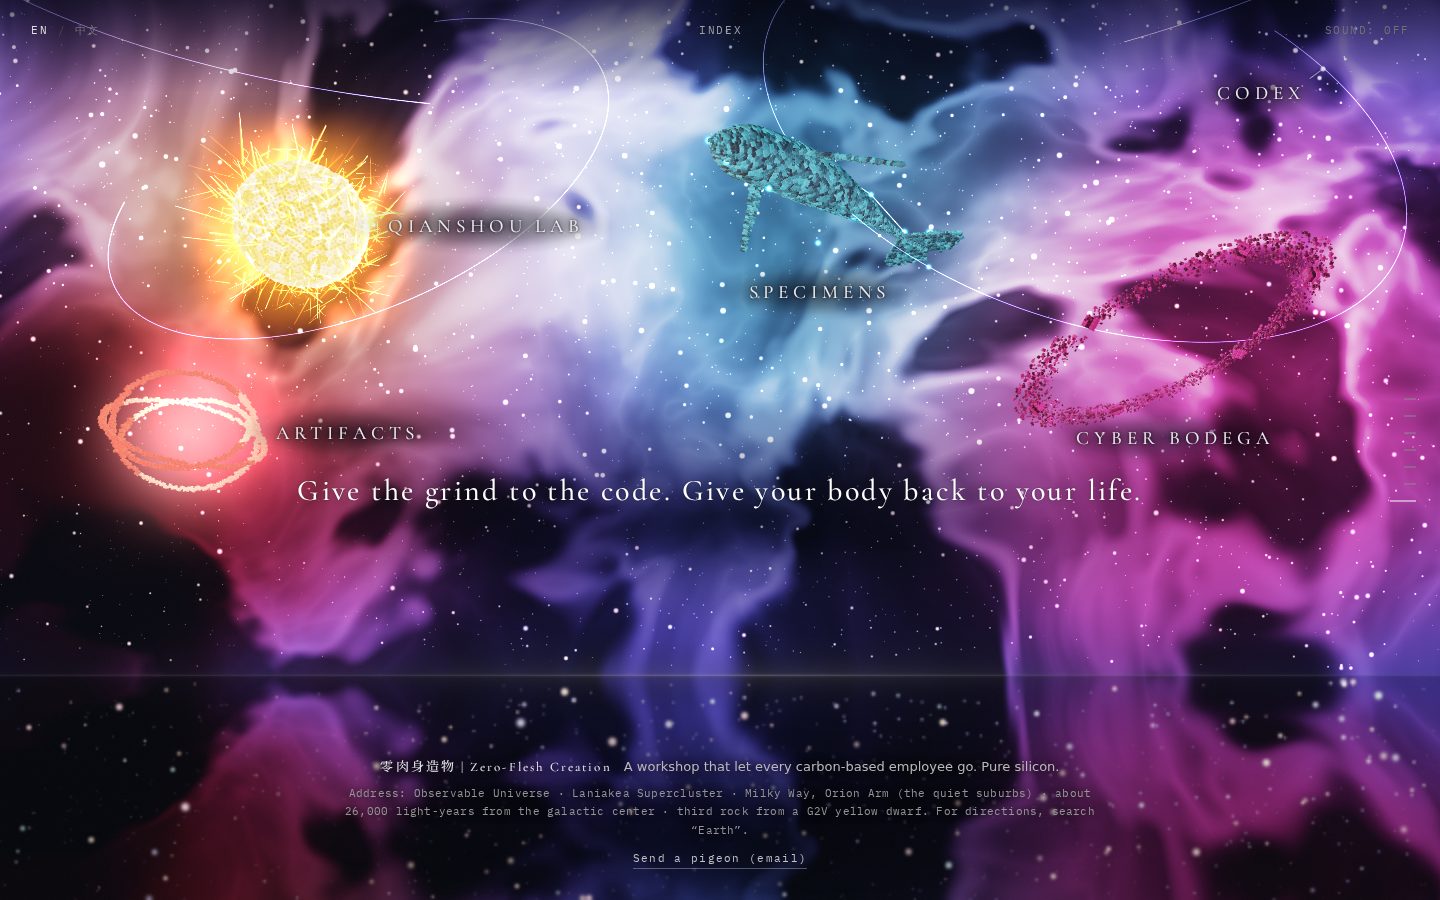 EN / 中文
INDEX
SOUND: OFF
CODEX
QIANSHOU LAB
SPECIMENS
ARTIFACTS
CYBER BODEGA
Give the grind to the code. Give your body back to your life.
零肉身造物 | Zero-Flesh Creation A workshop that let every carbon-based employee go. Pure silicon.
Address: Observable Universe · Laniakea Supercluster · Milky Way, Orion Arm (the quiet suburbs) · about
26,000 light-years from the galactic center · third rock from a G2V yellow dwarf. For directions, search
“Earth”.
Send a pigeon (email)